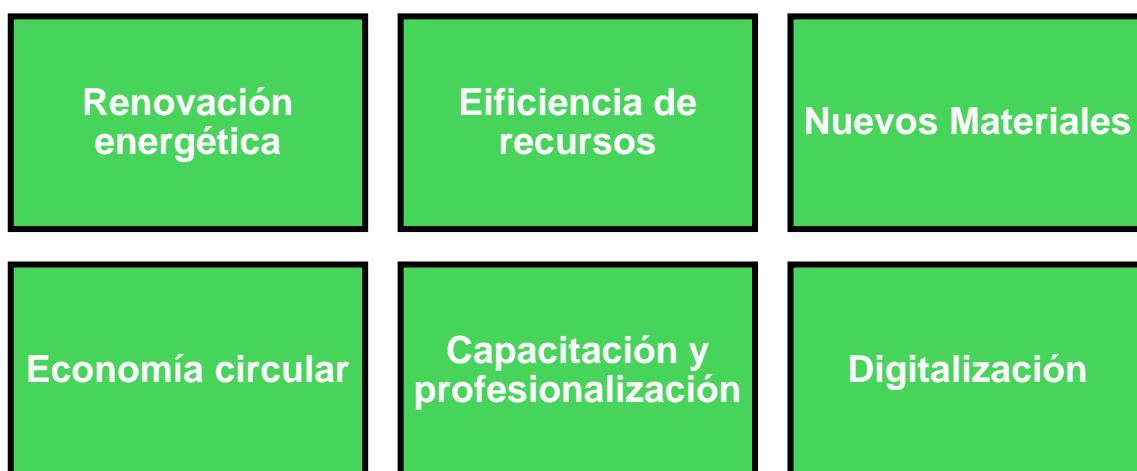 Renovación
energética
Eificiencia de
recursos
Nuevos Materiales
Economía circular
Capacitación y
profesionalización
Digitalización